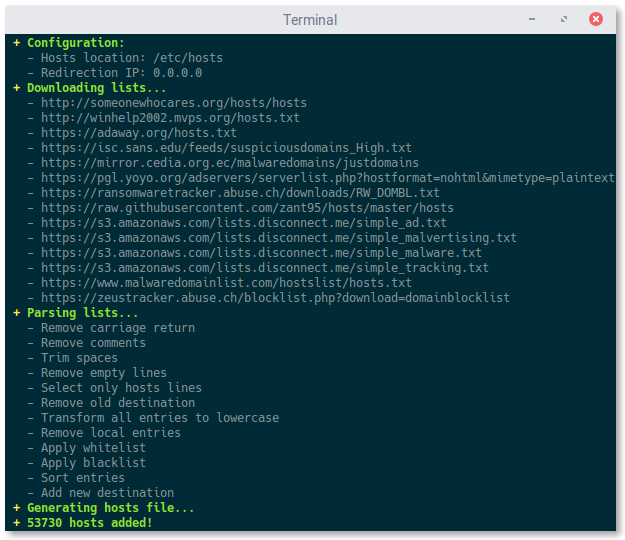 Terminal
+ Configuration:
- Hosts location: /etc/hosts
- Redirection IP: 0.0.0.0
+ Downloading lists...
- http://someonewhocares.org/hosts/hosts
- http://winhelp2002.mvps.org/hosts.txt
- https://adaway.org/hosts.txt
- https://isc.sans.edu/feeds/suspiciousdomains_High.txt
- https://mirror.cedia.org.ec/malwaredomains/justdomains
- https://pgl.yoyo.org/adservers/serverlist.php?hostformat=nohtml&mimetype=plaintext
- https://ransomwaretracker.abuse.ch/downloads/RW_DOMBL.txt
- https://raw.githubusercontent.com/zant95/hosts/master/hosts
- https://s3.amazonaws.com/lists.disconnect.me/simple_ad.txt
- https://s3.amazonaws.com/lists.disconnect.me/simple_malvertising.txt
- https://s3.amazonaws.com/lists.disconnect.me/simple_malware.txt
- https://s3.amazonaws.com/lists.disconnect.me/simple_tracking.txt
- https://www.malwaredomainlist.com/hostslist/hosts.txt
- https://zeustracker.abuse.ch/blocklist.php?download=domainblocklist
+ Parsing lists...
- Remove carriage return
- Remove comments
- Trim spaces
- Remove empty lines
- Select only hosts lines
- Remove old destination
- Transform all entries to lowercase
- Remove local entries
- Apply whitelist
- Apply blacklist
- Sort entries
- Add new destination
+ Generating hosts file...
+ 53730 hosts added!